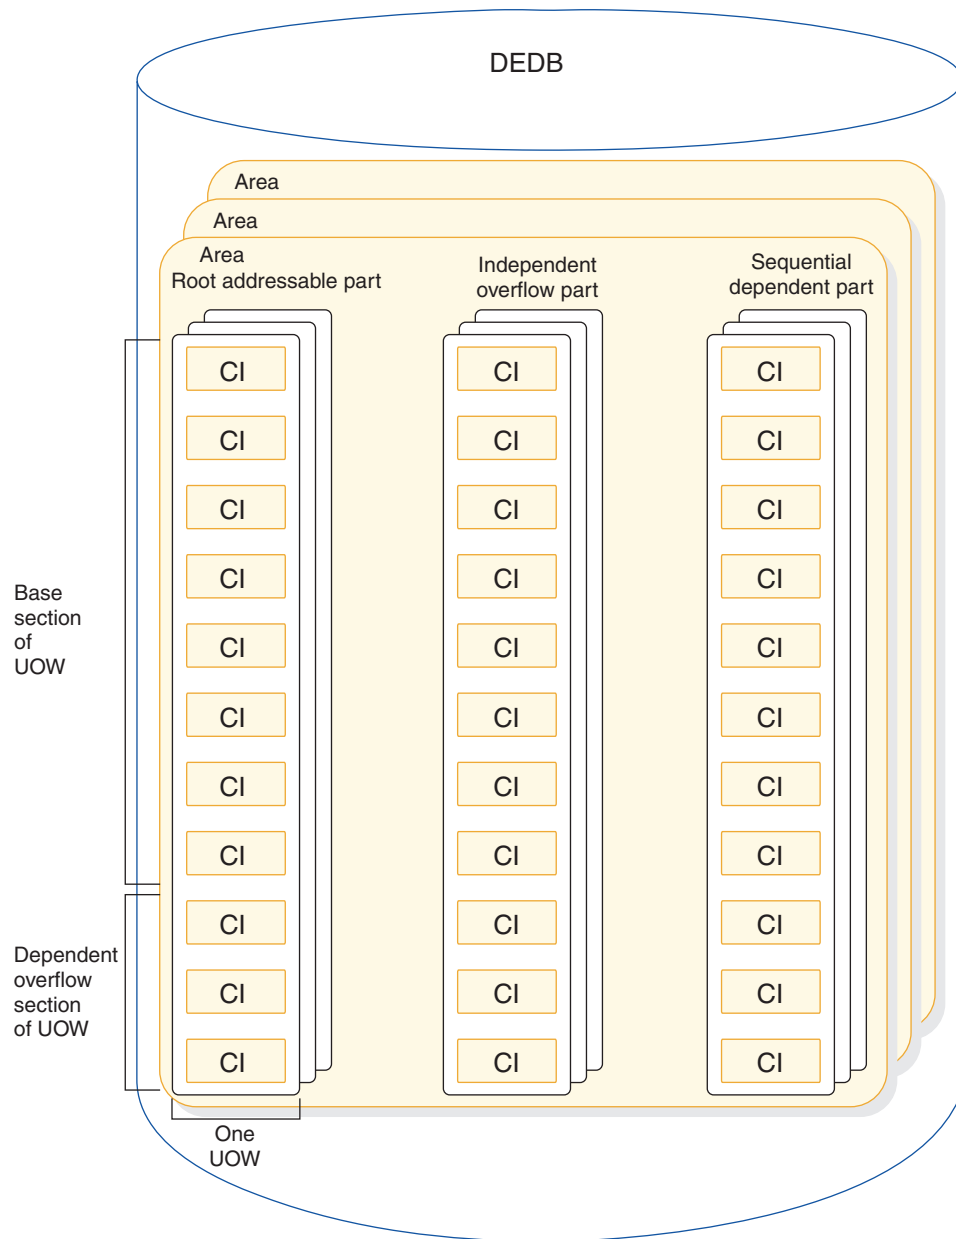 DEDB
Area
Area
Area
Root addressable part
Independent
overflow part
Sequential
dependent part
CI CI CI
CI CI CI
CI CI CI
CI CI CI
CI CI CI
CI CI CI
CI CI CI
CI CI CI
CI CI CI
CI CI CI
CI CI CI
Base
section
of
UOW
Dependent
overflow
section
of UOW
One
UOW